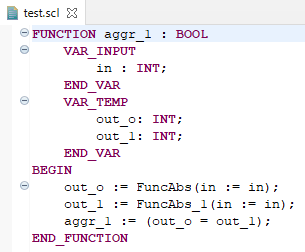 test.scl
FUNCTION aggr_1 : BOOL
VAR_INPUT
in : INT;
END_VAR
VAR_TEMP
out_o: INT;
out_1: INT;
END_VAR
BEGIN
out_o := FuncAbs(in := in);
out_1 := FuncAbs_1(in := in);
aggr_1 := (out_o = out_1);
END_FUNCTION